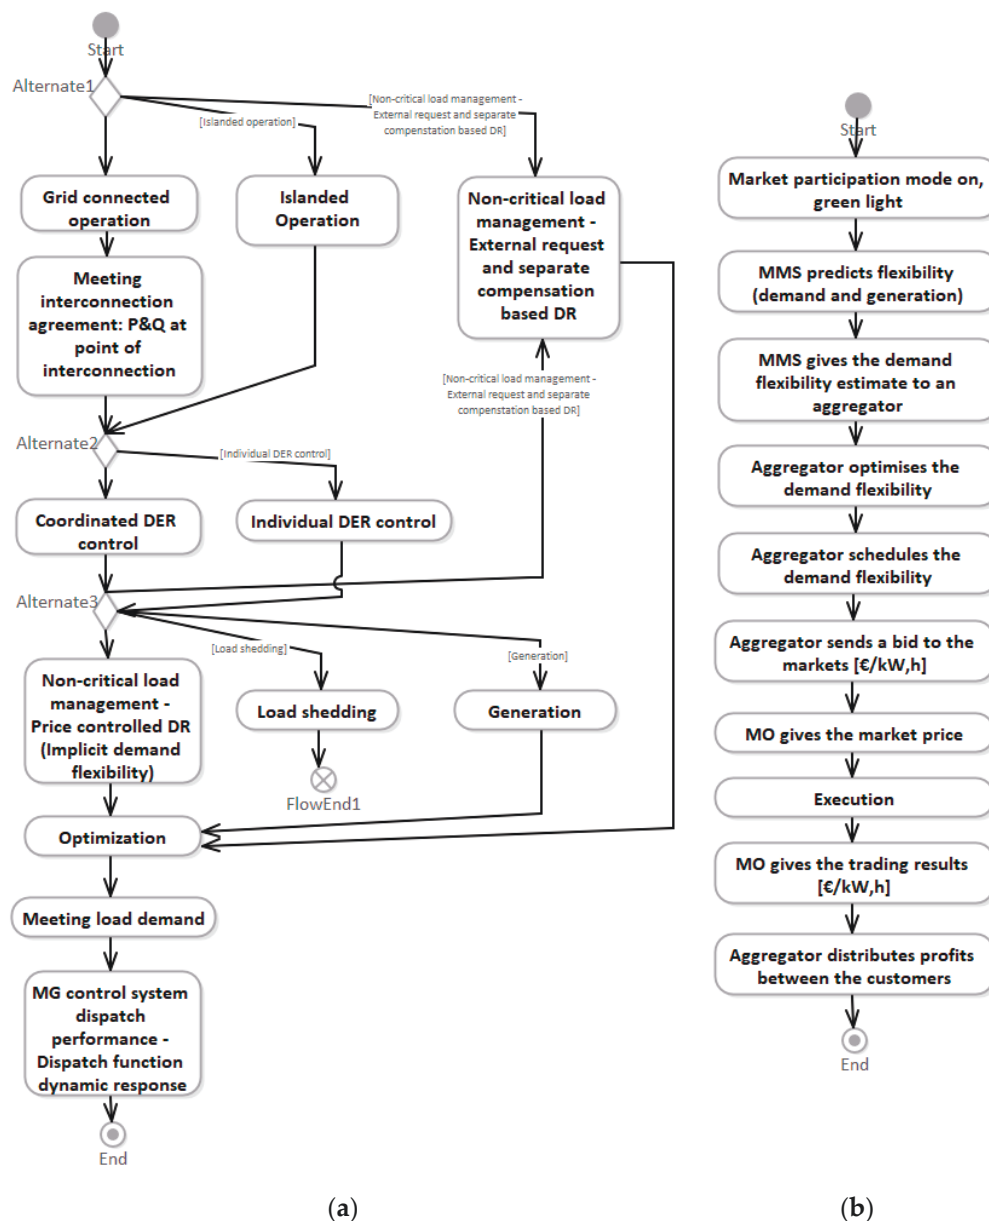 Start
Alternate1
[Non-critical load management -
External request and separate
compenstation based DR]
[Islanded operation]
Grid connected
operation
Islanded
Operation
Non-critical load
management -
External request
and separate
compensation
based DR
Meeting
interconnection
agreement: P&Q at
point of
interconnection
[Non-critical load management -
External request and separate
compenstation based DR]
Alternate2
[Individual DER control]
Coordinated DER
control
Individual DER control
Alternate3
[Load shedding]
[Generation]
Non-critical load
management -
Price controlled DR
(Implicit demand
flexibility)
Load shedding
Generation
FlowEnd1
Optimization
Meeting load demand
MG control system
dispatch
performance -
Dispatch function
dynamic response
End
(a)
Start
Market participation mode on,
green light
MMS predicts flexibility
(demand and generation)
MMS gives the demand
flexibility estimate to an
aggregator
Aggregator optimises the
demand flexibility
Aggregator schedules the
demand flexibility
Aggregator sends a bid to the
markets [€/kW,h]
MO gives the market price
Execution
MO gives the trading results
[€/kW,h]
Aggregator distributes profits
between the customers
End
(b)